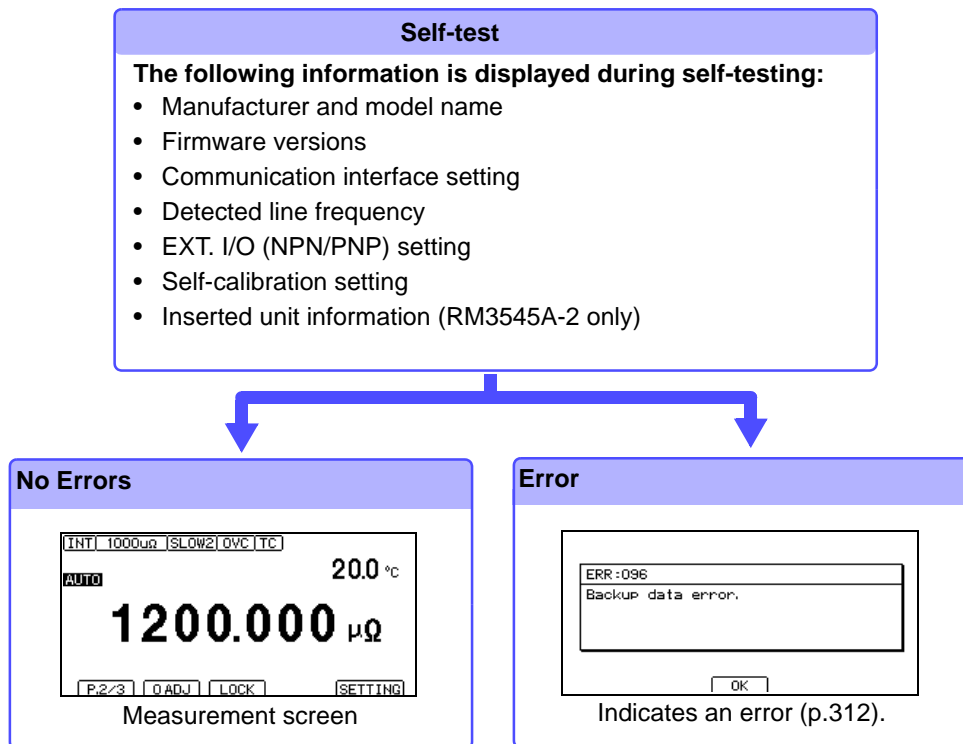 Self-test
The following information is displayed during self-testing:
• Manufacturer and model name
• Firmware versions
• Communication interface setting
• Detected line frequency
• EXT. I/O (NPN/PNP) setting
• Self-calibration setting
• Inserted unit information (RM3545A-2 only)
No Errors
INT 1000uΩ SLOW2 OVC TC
AUTO
20.0 °C
1200.000 μΩ
P.2/3 0 ADJ LOCK SETTING
Measurement screen
Error
ERR:096
Backup data error.
OK
Indicates an error (p.312).